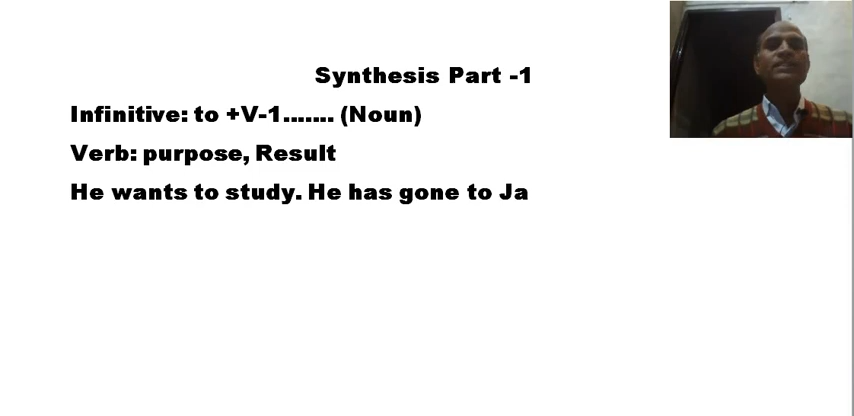 Synthesis Part -1
Infinitive: to +V-1....... (Noun)
Verb: purpose, Result
He wants to study. He has gone to Ja